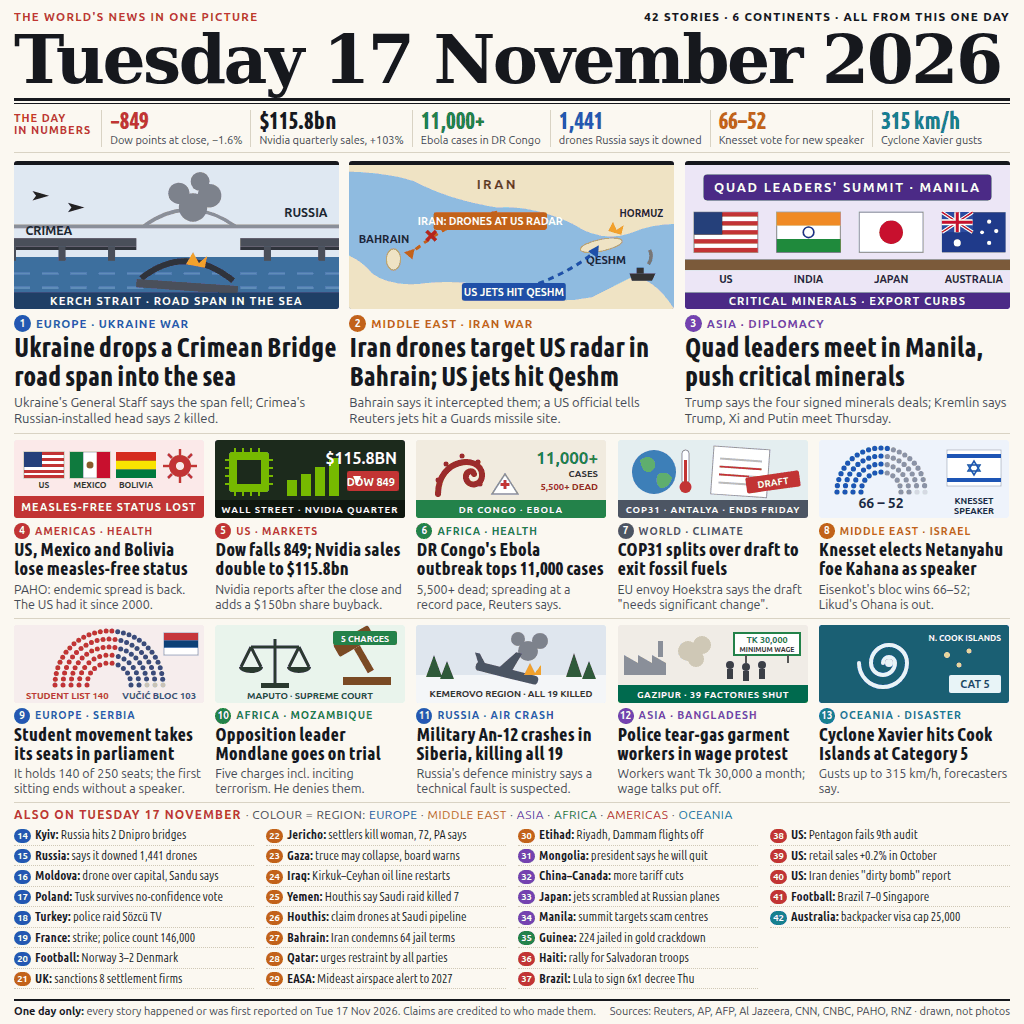 THE WORLD'S NEWS IN ONE PICTURE
42 STORIES · 6 CONTINENTS · ALL FROM THIS ONE DAY
Tuesday 17 November 2026
THE DAY
IN NUMBERS
−849
Dow points at close, −1.6%
$115.8bn
Nvidia quarterly sales, +103%
11,000+
Ebola cases in DR Congo
1,441
drones Russia says it downed
66–52
Knesset vote for new speaker
315 km/h
Cyclone Xavier gusts
RUSSIA
CRIMEA
KERCH STRAIT · ROAD SPAN IN THE SEA
IRAN
IRAN: DRONES AT US RADAR
HORMUZ
BAHRAIN
QESHM
US JETS HIT QESHM
QUAD LEADERS' SUMMIT · MANILA
US
INDIA
JAPAN
AUSTRALIA
CRITICAL MINERALS · EXPORT CURBS
1 EUROPE · UKRAINE WAR
Ukraine drops a Crimean Bridge
road span into the sea
Ukraine's General Staff says the span fell; Crimea's
Russian-installed head says 2 killed.
2 MIDDLE EAST · IRAN WAR
Iran drones target US radar in
Bahrain; US jets hit Qeshm
Bahrain says it intercepted them; a US official tells
Reuters jets hit a Guards missile site.
3 ASIA · DIPLOMACY
Quad leaders meet in Manila,
push critical minerals
Trump says the four signed minerals deals; Kremlin says
Trump, Xi and Putin meet Thursday.
US
MEXICO
BOLIVIA
MEASLES-FREE STATUS LOST
$115.8BN
DOW 849
WALL STREET · NVIDIA QUARTER
11,000+
CASES
5,500+ DEAD
DR CONGO · EBOLA
DRAFT
COP31 · ANTALYA · ENDS FRIDAY
66 – 52
KNESSET
SPEAKER
4 AMERICAS · HEALTH
US, Mexico and Bolivia
lose measles-free status
PAHO: endemic spread is back.
The US had it since 2000.
5 US · MARKETS
Dow falls 849; Nvidia sales
double to $115.8bn
Nvidia reports after the close and
adds a $150bn share buyback.
6 AFRICA · HEALTH
DR Congo's Ebola
outbreak tops 11,000 cases
5,500+ dead; spreading at a
record pace, Reuters says.
7 WORLD · CLIMATE
COP31 splits over draft to
exit fossil fuels
EU envoy Hoekstra says the draft
"needs significant change".
8 MIDDLE EAST · ISRAEL
Knesset elects Netanyahu
foe Kahana as speaker
Eisenkot's bloc wins 66–52;
Likud's Ohana is out.
STUDENT LIST 140
VUČIĆ BLOC 103
5 CHARGES
MAPUTO · SUPREME COURT
KEMEROVO REGION · ALL 19 KILLED
TK 30,000
MINIMUM WAGE
GAZIPUR · 39 FACTORIES SHUT
N. COOK ISLANDS
CAT 5
9 EUROPE · SERBIA
Student movement takes
its seats in parliament
It holds 140 of 250 seats; the first
sitting ends without a speaker.
10 AFRICA · MOZAMBIQUE
Opposition leader
Mondlane goes on trial
Five charges incl. inciting
terrorism. He denies them.
11 RUSSIA · AIR CRASH
Military An-12 crashes in
Siberia, killing all 19
Russia's defence ministry says a
technical fault is suspected.
12 ASIA · BANGLADESH
Police tear-gas garment
workers in wage protest
Workers want Tk 30,000 a month;
wage talks put off.
13 OCEANIA · DISASTER
Cyclone Xavier hits Cook
Islands at Category 5
Gusts up to 315 km/h, forecasters
say.
ALSO ON TUESDAY 17 NOVEMBER · COLOUR = REGION: EUROPE · MIDDLE EAST · ASIA · AFRICA · AMERICAS · OCEANIA
14 Kyiv: Russia hits 2 Dnipro bridges
15 Russia: says it downed 1,441 drones
16 Moldova: drone over capital, Sandu says
17 Poland: Tusk survives no-confidence vote
18 Turkey: police raid Sözcü TV
19 France: strike; police count 146,000
20 Football: Norway 3–2 Denmark
21 UK: sanctions 8 settlement firms
22 Jericho: settlers kill woman, 72, PA says
23 Gaza: truce may collapse, board warns
24 Iraq: Kirkuk–Ceyhan oil line restarts
25 Yemen: Houthis say Saudi raid killed 7
26 Houthis: claim drones at Saudi pipeline
27 Bahrain: Iran condemns 64 jail terms
28 Qatar: urges restraint by all parties
29 EASA: Mideast airspace alert to 2027
30 Etihad: Riyadh, Dammam flights off
31 Mongolia: president says he will quit
32 China–Canada: more tariff cuts
33 Japan: jets scrambled at Russian planes
34 Manila: summit targets scam centres
35 Guinea: 224 jailed in gold crackdown
36 Haiti: rally for Salvadoran troops
37 Brazil: Lula to sign 6x1 decree Thu
38 US: Pentagon fails 9th audit
39 US: retail sales +0.2% in October
40 US: Iran denies "dirty bomb" report
41 Football: Brazil 7–0 Singapore
42 Australia: backpacker visa cap 25,000
One day only: every story happened or was first reported on Tue 17 Nov 2026. Claims are credited to who made them.
Sources: Reuters, AP, AFP, Al Jazeera, CNN, CNBC, PAHO, RNZ · drawn, not photos